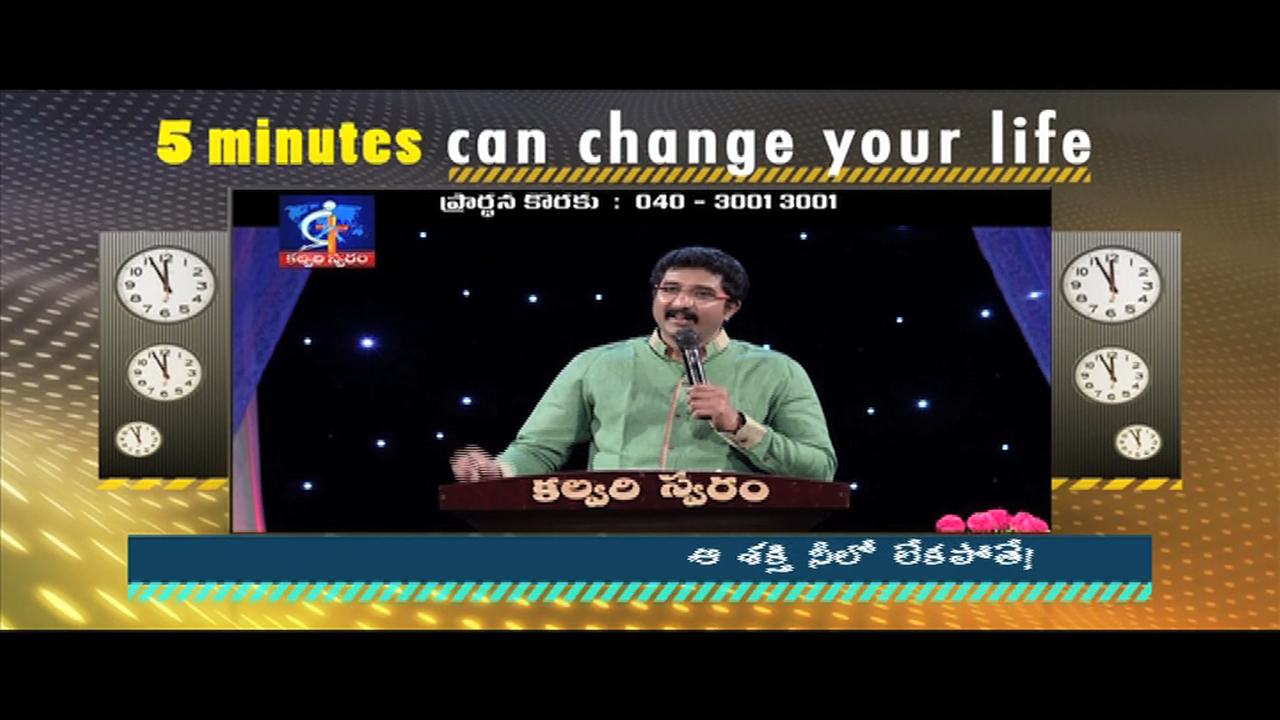 5 minutes can change your life
ప్రార్థన కొరకు : 040 - 3001 3001
కల్వరి స్వరం
కల్వరి స్వరం
ఆ శక్తి నీలో లేకపోతే!